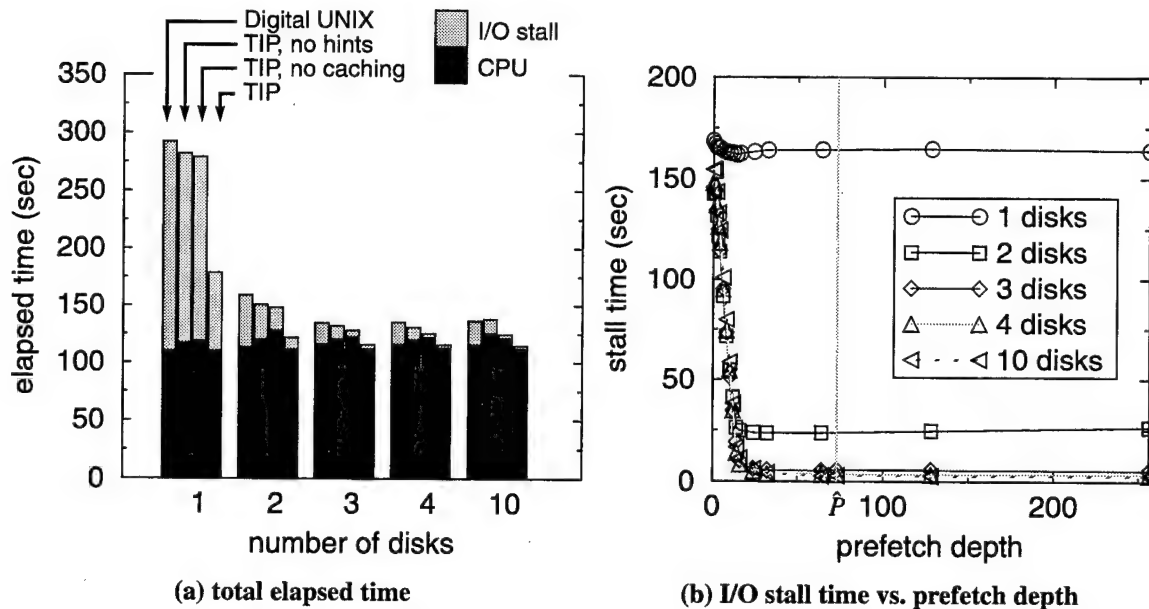 Digital UNIX
TIP, no hints
TIP, no caching
TIP
I/O stall
CPU
350
300
250
200
150
100
50
0
elapsed time (sec)
1 2 3 4 10
number of disks
(a) total elapsed time
200
150
100
50
0
stall time (sec)
1 disks
2 disks
3 disks
4 disks
10 disks
0 P̂ 100 200
prefetch depth
(b) I/O stall time vs. prefetch depth